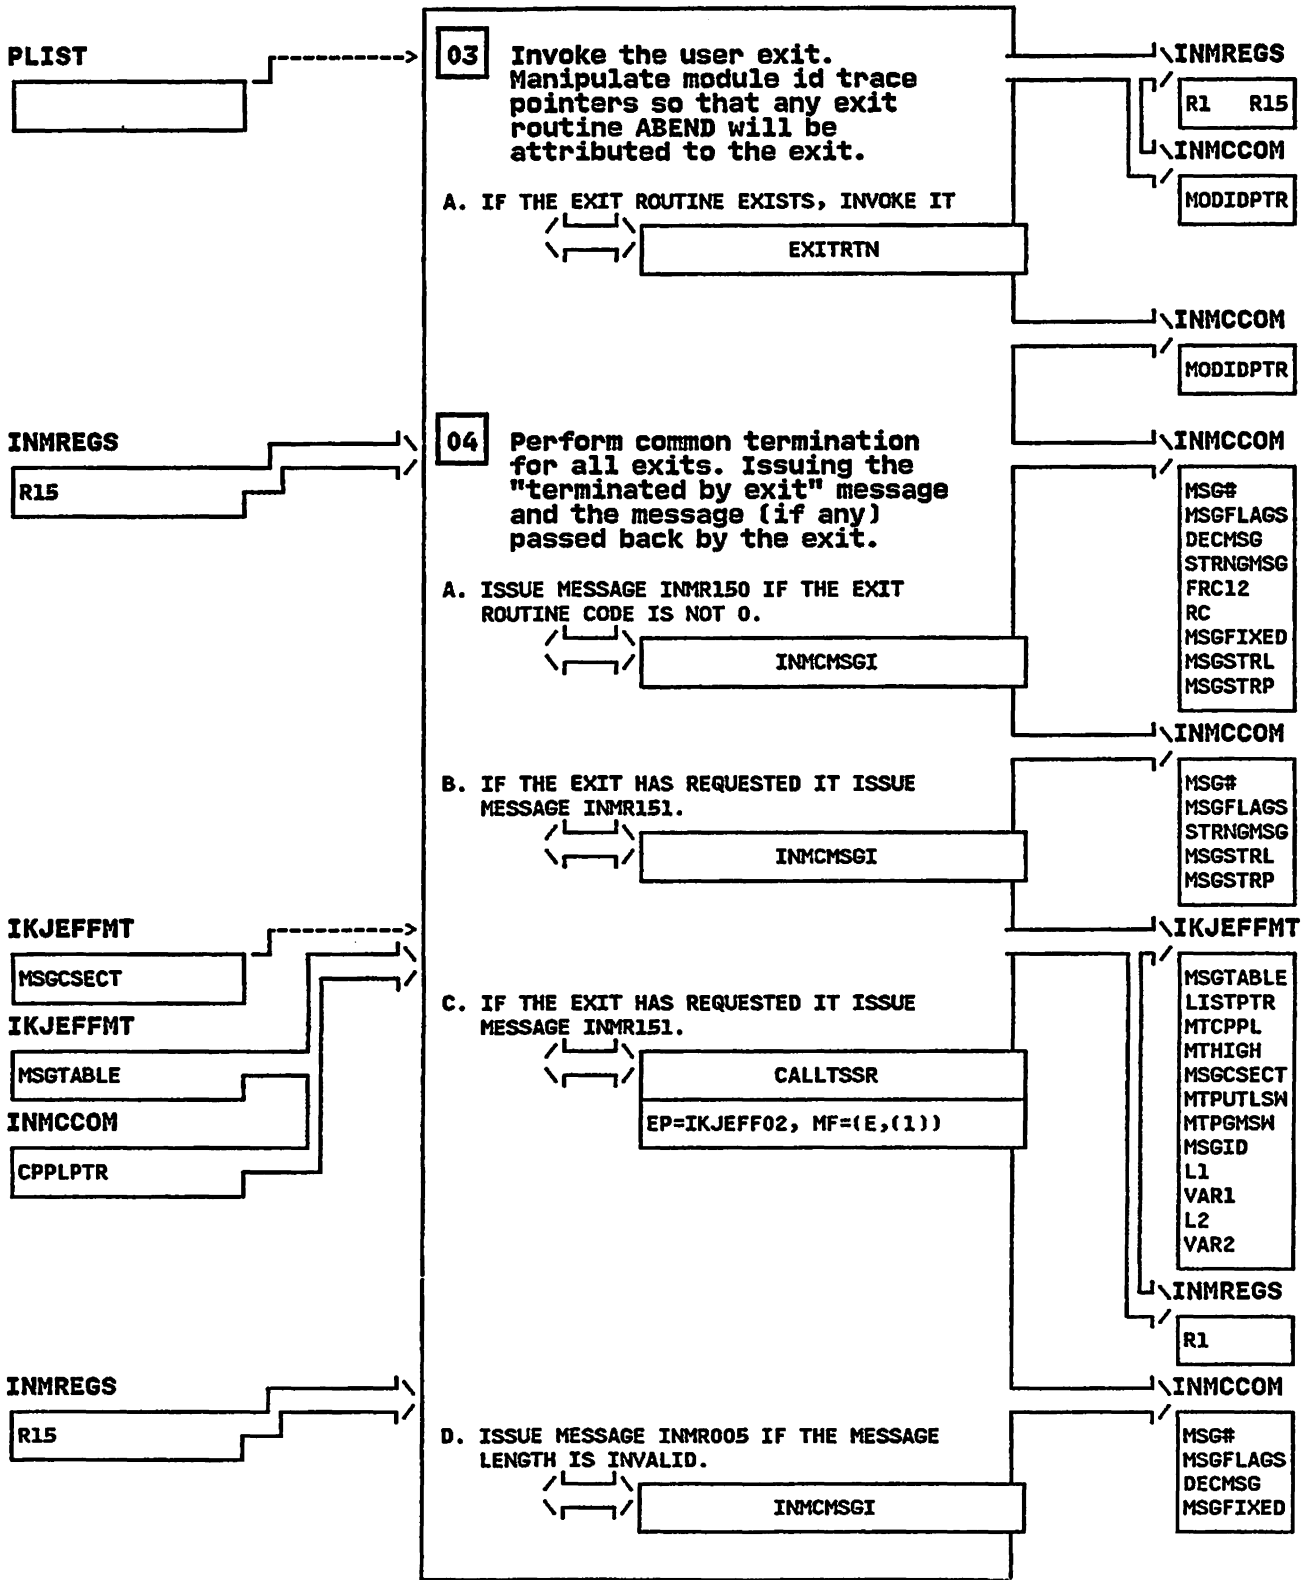 PLIST
03 Invoke the user exit.
Manipulate module id trace
pointers so that any exit
routine ABEND will be
attributed to the exit.
INMREGS
R1 R15
INMCCOM
MODIDPTR
A. IF THE EXIT ROUTINE EXISTS, INVOKE IT
EXITRTN
INMCCOM
MODIDPTR
INMREGS
R15
04 Perform common termination
for all exits. Issuing the
"terminated by exit" message
and the message (if any)
passed back by the exit.
INMCCOM
MSG#
MSGFLAGS
DECMSG
STRNGMSG
FRC12
RC
MSGFIXED
MSGSTRL
MSGSTRP
A. ISSUE MESSAGE INMR150 IF THE EXIT
ROUTINE CODE IS NOT 0.
INMCMSGI
INMCCOM
MSG#
MSGFLAGS
STRNGMSG
MSGSTRL
MSGSTRP
B. IF THE EXIT HAS REQUESTED IT ISSUE
MESSAGE INMR151.
INMCMSGI
IKJEFFMT
MSGCSECT
IKJEFFMT
MSGTABLE
INMCCOM
CPPLPTR
C. IF THE EXIT HAS REQUESTED IT ISSUE
MESSAGE INMR151.
CALLTSSR
EP=IKJEFF02, MF=(E,(1))
IKJEFFMT
MSGTABLE
LISTPTR
MTCPPL
MTHIGH
MSGCSECT
MTPUTLSW
MTPGMSW
MSGID
L1
VAR1
L2
VAR2
INMREGS
R1
INMREGS
R15
D. ISSUE MESSAGE INMR005 IF THE MESSAGE
LENGTH IS INVALID.
INMCMSGI
INMCCOM
MSG#
MSGFLAGS
DECMSG
MSGFIXED